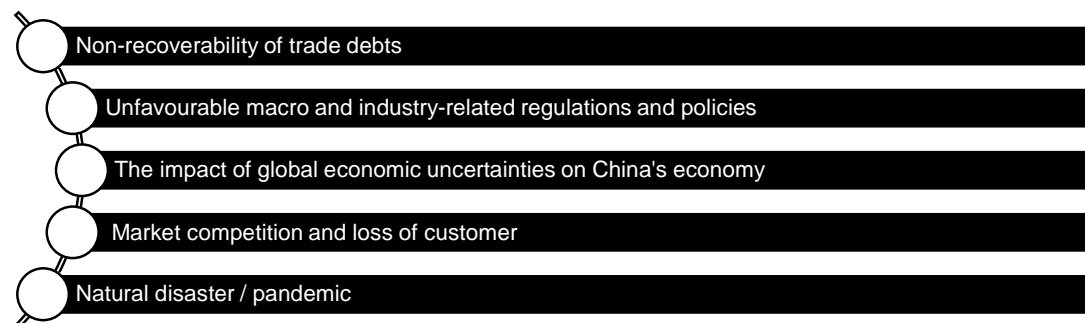 Non-recoverability of trade debts
Unfavourable macro and industry-related regulations and policies
The impact of global economic uncertainties on China's economy
Market competition and loss of customer
Natural disaster / pandemic